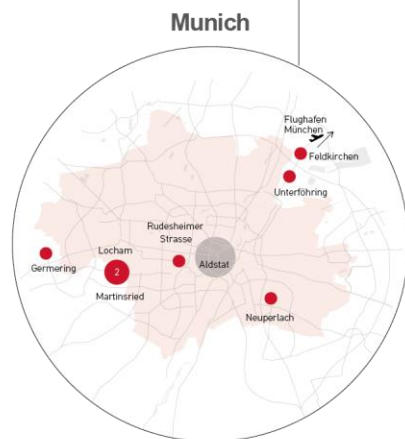 Munich
Flughafen
München
Feldkirchen
Unterföhring
Rudesheimer
Strasse
Locham
Aldstat
Germering
2
Martinsried
Neuperlach